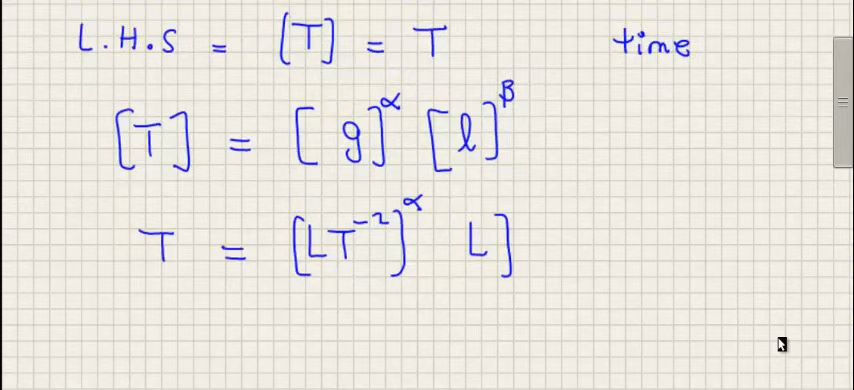 L.H.S = [T] = T time
[T] = [g]^α [l]^β
T = [LT^-2]^α L]